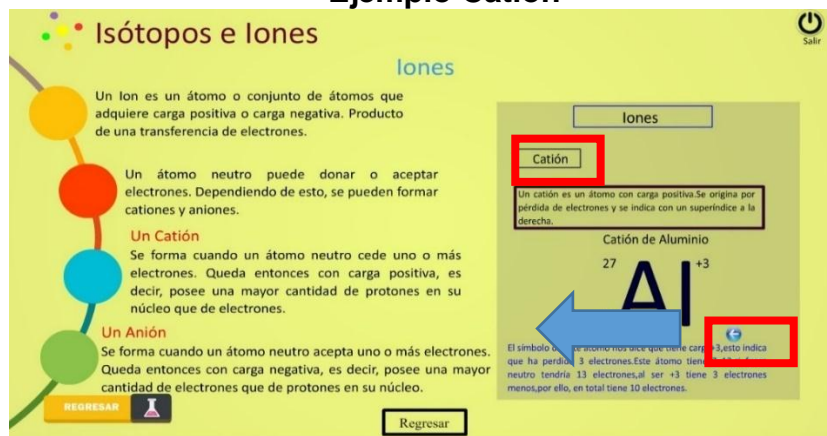 Isótopos e Iones
Salir
Iones
Un Ion es un átomo o conjunto de átomos que
adquiere carga positiva o carga negativa. Producto
de una transferencia de electrones.
Un átomo neutro puede donar o aceptar
electrones. Dependiendo de esto, se pueden formar
cationes y aniones.
Un Catión
Se forma cuando un átomo neutro cede uno o más
electrones. Queda entonces con carga positiva, es
decir, posee una mayor cantidad de protones en su
núcleo que de electrones.
Un Anión
Se forma cuando un átomo neutro acepta uno o más electrones.
Queda entonces con carga negativa, es decir, posee una mayor
cantidad de electrones que de protones en su núcleo.
REGRESAR
Regresar
Iones
Catión
Un catión es un átomo con carga positiva.Se origina por
pérdida de electrones y se indica con un superíndice a la
derecha.
Catión de Aluminio
27
Al
+3
El símbolo de este átomo nos dice que tiene carga +3,esto indica
que ha perdido 3 electrones.Este átomo tiene
neutro tendría 13 electrones,al ser +3 tiene 3 electrones
menos,por ello, en total tiene 10 electrones.